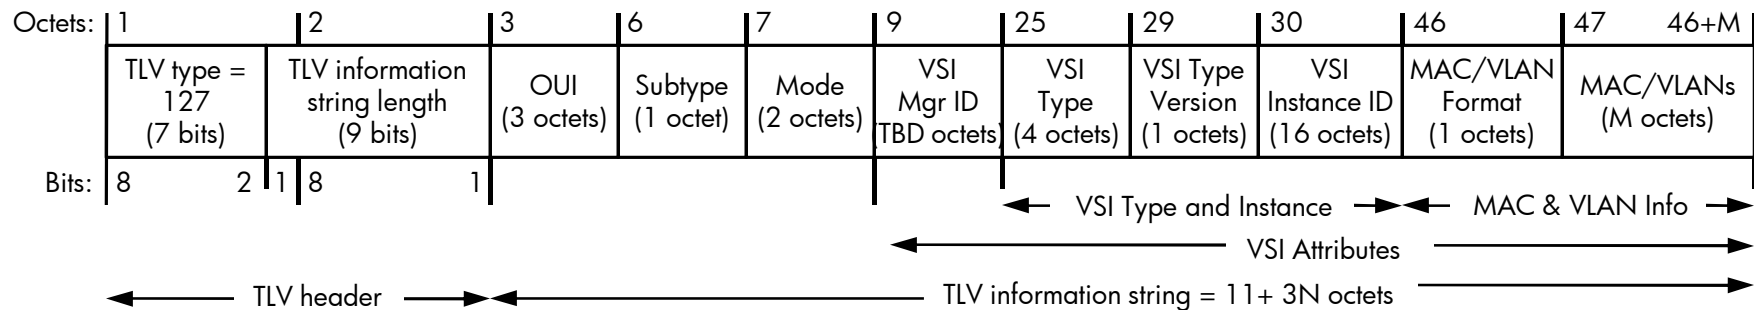 Octets: 1 2 3 6 7 9 25 29 30 46 47 46+M
TLV type =
127
(7 bits)
TLV information
string length
(9 bits)
OUI
(3 octets)
Subtype
(1 octet)
Mode
(2 octets)
VSI
Mgr ID
(TBD octets)
VSI
Type
(4 octets)
VSI Type
Version
(1 octets)
VSI
Instance ID
(16 octets)
MAC/VLAN
Format
(1 octets)
MAC/VLANs
(M octets)
Bits: 8 2 1 8 1
VSI Type and Instance
MAC & VLAN Info
VSI Attributes
TLV header
TLV information string = 11+ 3N octets